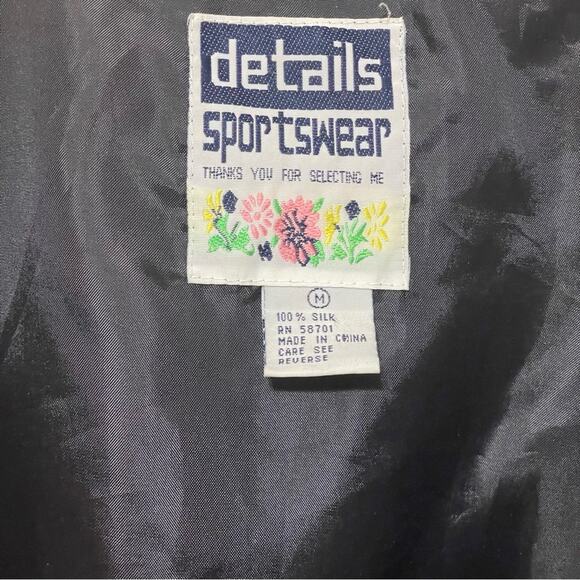 details
sportswear
THANKS YOU FOR SELECTING ME
M
100% SILK
RN 58701
MADE IN CHINA
CARE SEE
REVERSE